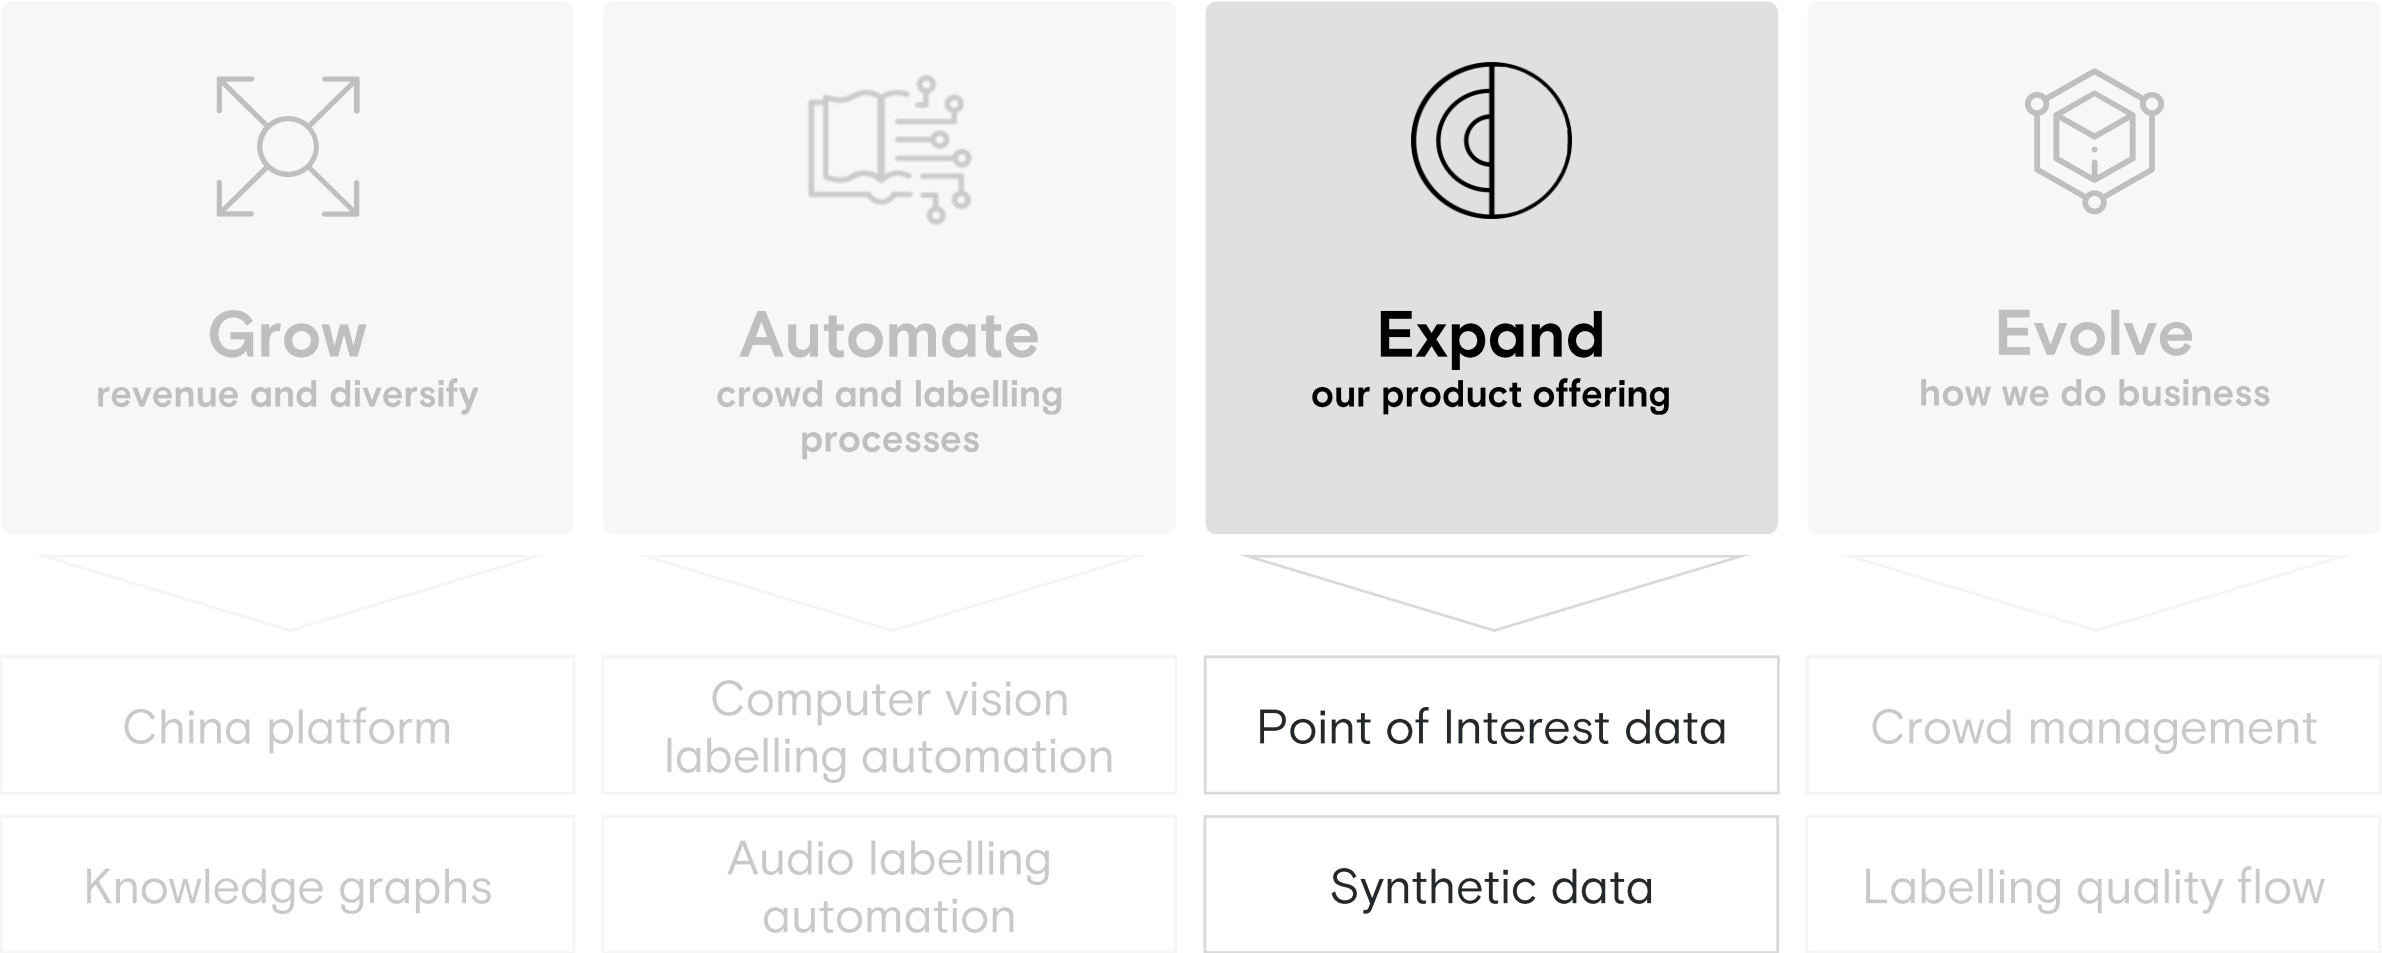 Grow
revenue and diversify
Automate
crowd and labelling
processes
Expand
our product offering
Evolve
how we do business
China platform
Computer vision
labelling automation
Point of Interest data
Crowd management
Knowledge graphs
Audio labelling
automation
Synthetic data
Labelling quality flow